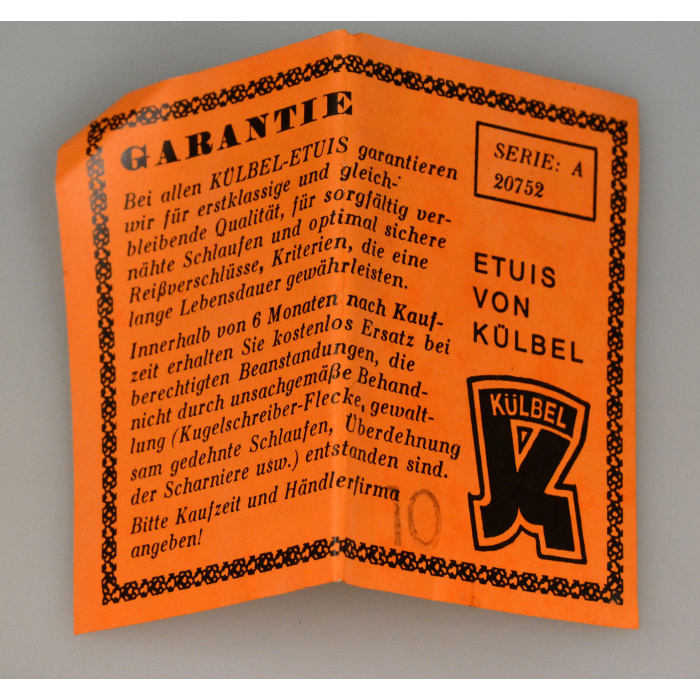 GARANTIE
Bei allen KÜLBEL-ETUIS garantieren
wir für erstklassige und gleich-
bleibende Qualität, für sorgfältig ver-
nähte Schlaufen und optimal sichere
Reißverschlüsse, Kriterien, die eine
lange Lebensdauer gewährleisten.
Innerhalb von 6 Monaten nach Kauf-
zeit erhalten Sie kostenlos Ersatz bei
berechtigten Beanstandungen, die
nicht durch unsachgemäße Behand-
lung (Kugelschreiber-Flecke, gewalt-
sam gedehnte Schlaufen, Überdehnung
der Scharniere usw.) entstanden sind.
Bitte Kaufzeit und Händlerfirma
angeben!
10
SERIE: A
20752
ETUIS
VON
KÜLBEL
KÜLBEL
K